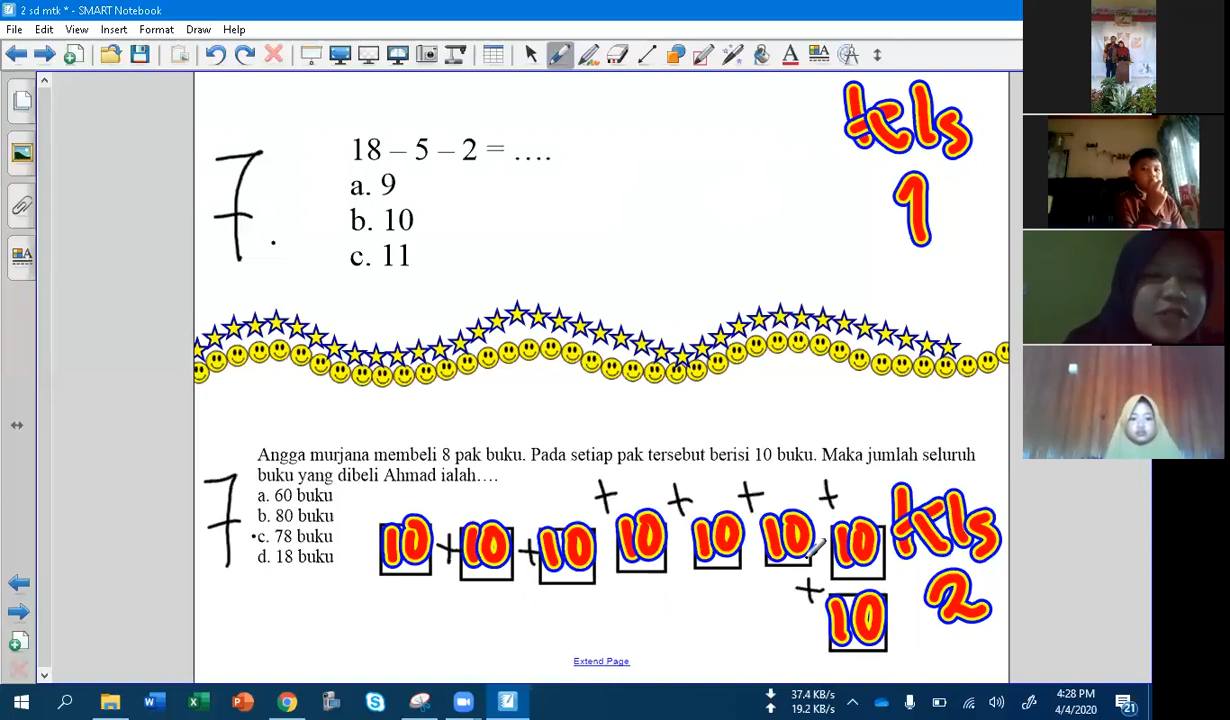 2 sd mtk * - SMART Notebook
File Edit View Insert Format Draw Help
kls
1
7.
18 – 5 – 2 = ….
a. 9
b. 10
c. 11
7
Angga murjana membeli 8 pak buku. Pada setiap pak tersebut berisi 10 buku. Maka jumlah seluruh
buku yang dibeli Ahmad ialah….
a. 60 buku
b. 80 buku
c. 78 buku
d. 18 buku
10 + 10 + 10 + 10 + 10 + 10 + 10
+ 10
kls
2
Extend Page
37.4 KB/s
19.2 KB/s
4:28 PM
4/4/2020
21